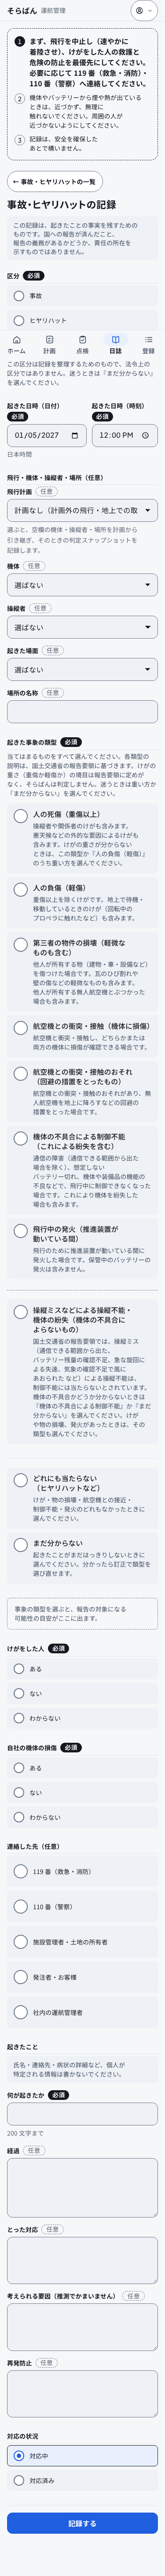 そらばん 運航管理
1 まず、飛行を中止し（速やかに
着陸させ）、けがをした人の救護と
危険の防止を最優先にしてください。
必要に応じて 119 番（救急・消防）・
110 番（警察）へ連絡してください。
2 機体やバッテリーから煙や熱が出ている
ときは、近づかず、無理に
触れないでください。周囲の人が
近づかないようにしてください。
3 記録は、安全を確保した
あとで構いません。
← 事故・ヒヤリハットの一覧
事故・ヒヤリハットの記録
この記録は、起きたことの事実を残すための
ものです。国への報告が済んだことや、
報告の義務があるかどうか、責任の所在を
示すものではありません。
区分 必須
事故
ヒヤリハット
ホーム 計画 点検 日誌 登録
この区分は記録を整理するためのもので、法令上の
区分ではありません。迷うときは「まだ分からない」
を選んでください。
起きた日時（日付）
必須
起きた日時（時刻）
必須
01/05/2027
12:00 PM
日本時間
飛行・機体・操縦者・場所（任意）
飛行計画 任意
計画なし（計画外の飛行・地上での取
選ぶと、空欄の機体・操縦者・場所を計画から
引き継ぎ、そのときの判定スナップショットを
記録します。
機体 任意
選ばない
操縦者 任意
選ばない
起きた場面 任意
選ばない
場所の名称 任意
起きた事象の類型 必須
当てはまるものをすべて選んでください。各類型の
説明は、国土交通省の報告要領に基づきます。けがの
重さ（重傷か軽傷か）の境目は報告要領に定めが
なく、そらばんは判定しません。迷うときは重い方か
「まだ分からない」を選んでください。
人の死傷（重傷以上）
操縦者や関係者のけがも含みます。
悪天候などの外的な要因によるけがも
含みます。けがの重さが分からない
ときは、この類型か「人の負傷（軽傷）」
のうち重い方を選んでください。
人の負傷（軽傷）
重傷以上を除くけがです。地上で待機・
移動しているときのけが（回転中の
プロペラに触れたなど）も含みます。
第三者の物件の損壊（軽微な
ものも含む）
他人が所有する物（建物・車・設備など）
を傷つけた場合です。瓦のひび割れや
壁の傷などの軽微なものも含みます。
他人が所有する無人航空機とぶつかった
場合も含みます。
航空機との衝突・接触（機体に損傷）
航空機と衝突・接触し、どちらかまたは
両方の機体に損傷が確認できる場合です。
航空機との衝突・接触のおそれ
（回避の措置をとったもの）
航空機との衝突・接触のおそれがあり、無
人航空機を地上に降ろすなどの回避の
措置をとった場合です。
機体の不具合による制御不能
（これによる紛失を含む）
通信の障害（通信できる範囲から出た
場合を除く）、想定しない
バッテリー切れ、機体や装備品の機能の
不良などで、飛行中に制御できなくなった
場合です。これにより機体を紛失した
場合も含みます。
飛行中の発火（推進装置が
動いている間）
飛行のために推進装置が動いている間に
発火した場合です。保管中のバッテリーの
発火は含みません。
操縦ミスなどによる操縦不能・
機体の紛失（機体の不具合に
よらないもの）
国土交通省の報告要領では、操縦ミス
（通信できる範囲から出た、
バッテリー残量の確認不足、急な旋回に
よる失速、気象の確認不足で風に
あおられた など）による操縦不能は、
制御不能には当たらないとされています。
機体の不具合かどうか分からないときは
「機体の不具合による制御不能」か「まだ
分からない」を選んでください。けが
や物の損壊、発火があったときは、その
類型も選んでください。
どれにも当たらない
（ヒヤリハットなど）
けが・物の損壊・航空機との接近・
制御不能・発火のどれもなかったときに
選んでください。
まだ分からない
起きたことがまだはっきりしないときに
選んでください。分かったら訂正で類型を
選び直せます。
事象の類型を選ぶと、報告の対象になる
可能性の目安がここに出ます。
けがをした人 必須
ある
ない
わからない
自社の機体の損傷 必須
ある
ない
わからない
連絡した先（任意）
119 番（救急・消防）
110 番（警察）
施設管理者・土地の所有者
発注者・お客様
社内の運航管理者
起きたこと
氏名・連絡先・病状の詳細など、個人が
特定される情報は書かないでください。
何が起きたか 必須
200 文字まで
経過 任意
とった対応 任意
考えられる要因（推測でかまいません） 任意
再発防止 任意
対応の状況
対応中
対応済み
記録する